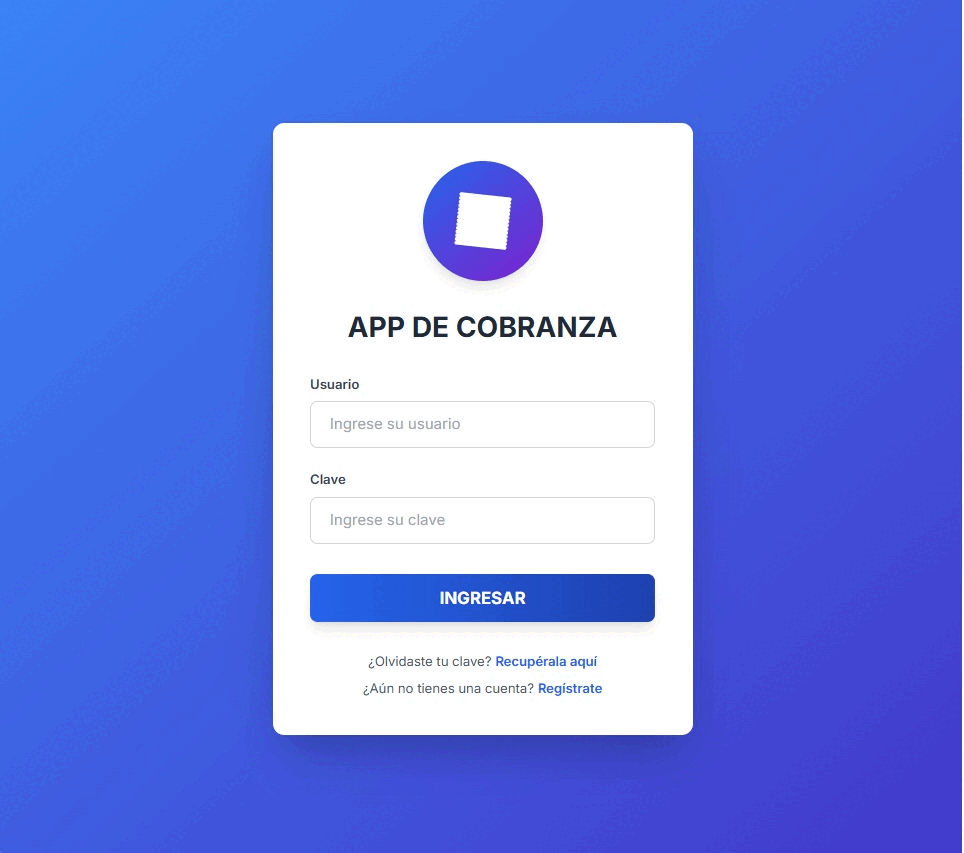 APP DE COBRANZA
Usuario
Ingrese su usuario
Clave
Ingrese su clave
INGRESAR
¿Olvidaste tu clave? Recupérala aquí
¿Aún no tienes una cuenta? Regístrate